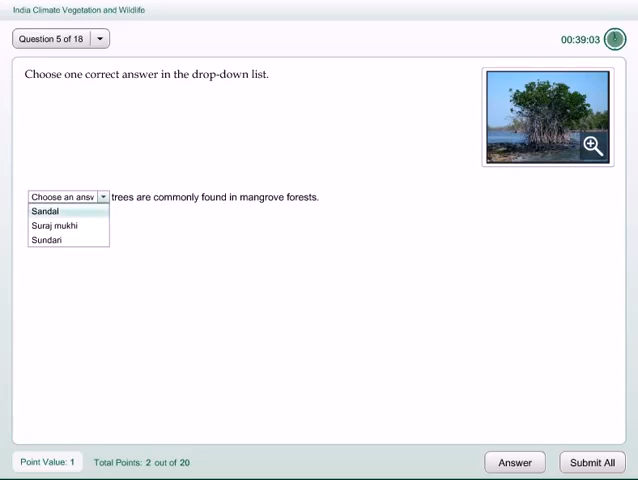 India Climate Vegetation and Wildlife
Question 5 of 18
00:39:03
Choose one correct answer in the drop-down list.
Choose an answ trees are commonly found in mangrove forests.
Sandal
Suraj mukhi
Sundari
Point Value: 1 Total Points: 2 out of 20
Answer Submit All